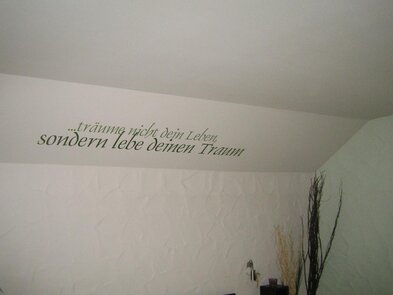 ...träume nicht dein Leben,
sondern lebe deinen Traum